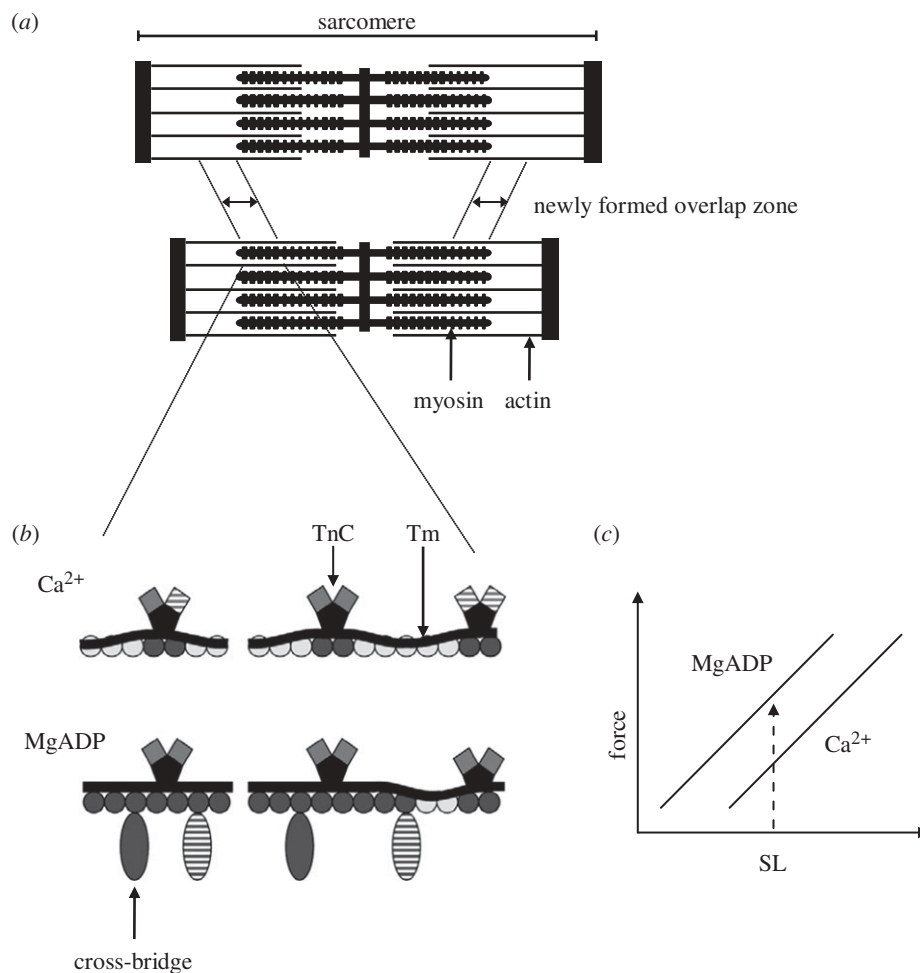 (a)
sarcomere
newly formed overlap zone
myosin actin
(b)
TnC Tm
Ca²⁺
MgADP
cross-bridge
(c)
MgADP
Ca²⁺
force
SL